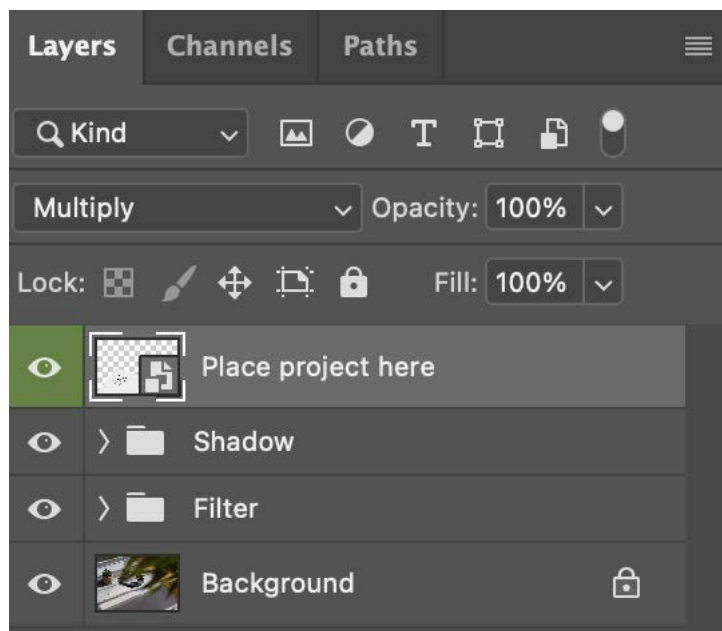 Layers Channels Paths
Kind
Multiply Opacity: 100%
Lock: Fill: 100%
Place project here
Shadow
Filter
Background